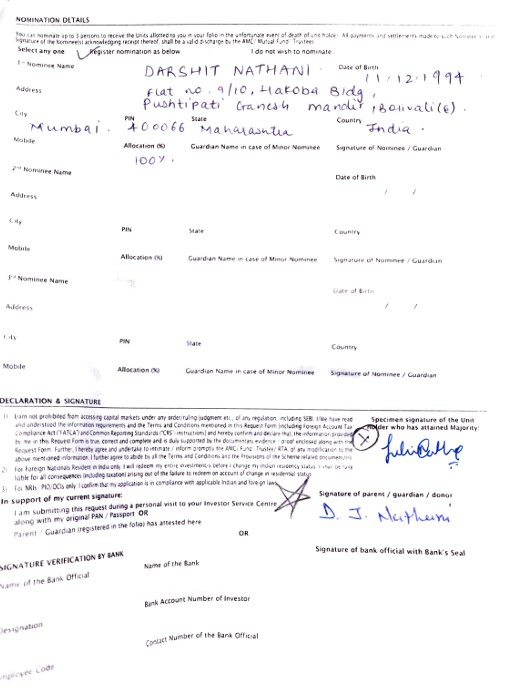 NOMINATION DETAILS
You can nominate up to 3 persons to receive the Units allotted to you in your folio in the unfortunate event of death of unit holder. All payments and settlements made to such Nominee and
Signature of the Nominee(s) acknowledging receipt thereof, shall be a valid discharge by the AMC/ Mutual Fund/ Trustees
Select any one Register nomination as below I do not wish to nominate
1st Nominee Name DARSHIT NATHANI Date of Birth 11.12.1994
Address Flat no. 9/10, Hakoba Bldg,
Pushtipati Ganesh mandir, Borivali(E).
City Mumbai. PIN 400066 State Maharashtra Country India.
Mobile Allocation (%) 100%. Guardian Name in case of Minor Nominee Signature of Nominee / Guardian
2nd Nominee Name Date of Birth / /
Address
City PIN State Country
Mobile Allocation (%) Guardian Name in case of Minor Nominee Signature of Nominee / Guardian
3rd Nominee Name Date of Birth / /
Address
City PIN State Country
Mobile Allocation (%) Guardian Name in case of Minor Nominee Signature of Nominee / Guardian
DECLARATION & SIGNATURE
1) I am not prohibited from accessing capital markets under any order/ruling/judgment etc., of any regulation, including SEBI. I/We have read
and understood the information requirements and the Terms and Conditions mentioned in this Request Form (including Foreign Account Tax
Compliance Act ('FATCA') and Common Reporting Standards ('CRS') instructions) and hereby confirm and declare that the information provided
by me in this Request Form is true, correct and complete and is duly supported by the documentary evidence / proof enclosed along with the
Request Form. Further, I hereby agree and undertake to intimate / inform promptly the AMC/ Fund / Trustee/ RTA of any modification to the
above mentioned information. I further agree to abide by all the Terms and Conditions and the Provisions of the Scheme related document(s)
2) For Foreign Nationals Resident in India only: I will redeem my entire investment/s before I change my Indian residency status. I shall be fully
liable for all consequences (including taxation) arising out of the failure to redeem on account of change in residential status
3) For NRIs/ PIO/OCIs only: I confirm that my application is in compliance with applicable Indian and foreign laws
Specimen signature of the Unit
holder who has attained Majority:
In support of my current signature:
I am submitting this request during a personal visit to your Investor Service Centre
along with my original PAN / Passport OR
Parent / Guardian (registered in the folio) has attested here
Signature of parent / guardian / donor
D. J. Nathani
OR
SIGNATURE VERIFICATION BY BANK
Signature of bank official with Bank's Seal
Name of the Bank Official Name of the Bank
Bank Account Number of Investor
Designation
Contact Number of the Bank Official
Employee Code